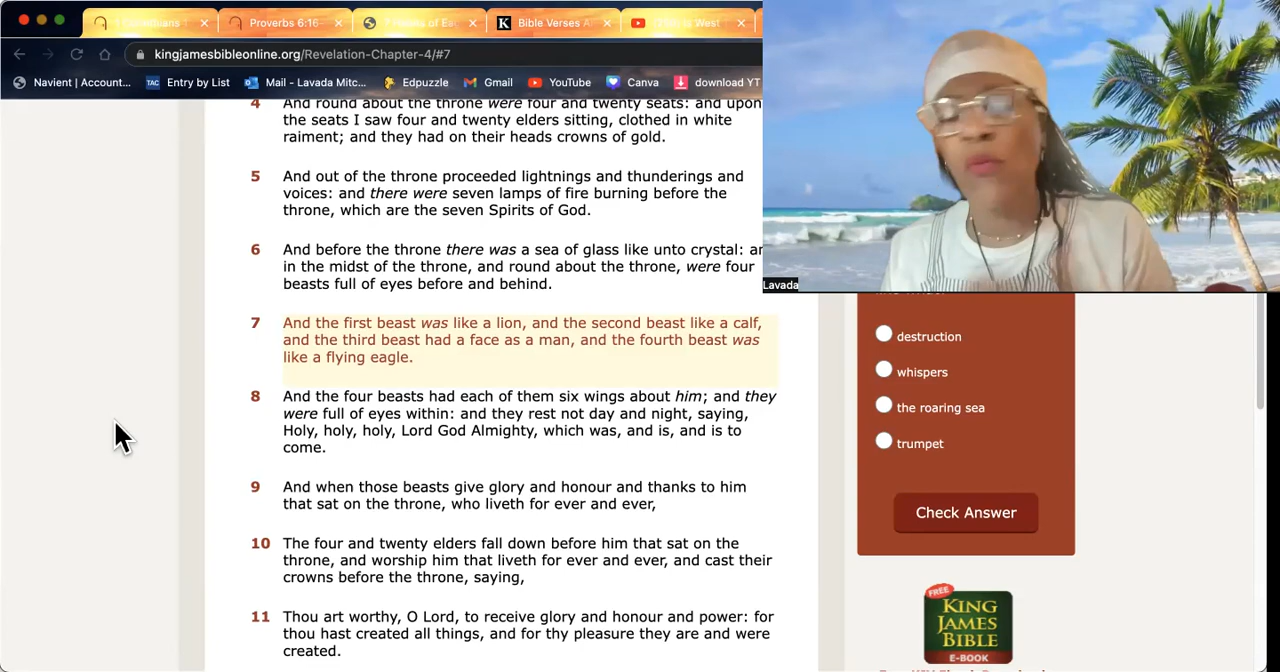 Proverbs 6:16-
Bible Verses A
kingjamesbibleonline.org/Revelation-Chapter-4/#7
Navient | Account...
TAC Entry by List
Mail - Lavada Mitc...
Edpuzzle
Gmail
YouTube
Canva
download YT
4 And round about the throne were four and twenty seats: and upon
the seats I saw four and twenty elders sitting, clothed in white
raiment; and they had on their heads crowns of gold.
5 And out of the throne proceeded lightnings and thunderings and
voices: and there were seven lamps of fire burning before the
throne, which are the seven Spirits of God.
6 And before the throne there was a sea of glass like unto crystal: an
in the midst of the throne, and round about the throne, were four
beasts full of eyes before and behind.
7 And the first beast was like a lion, and the second beast like a calf,
and the third beast had a face as a man, and the fourth beast was
like a flying eagle.
8 And the four beasts had each of them six wings about him; and they
were full of eyes within: and they rest not day and night, saying,
Holy, holy, holy, Lord God Almighty, which was, and is, and is to
come.
9 And when those beasts give glory and honour and thanks to him
that sat on the throne, who liveth for ever and ever,
10 The four and twenty elders fall down before him that sat on the
throne, and worship him that liveth for ever and ever, and cast their
crowns before the throne, saying,
11 Thou art worthy, O Lord, to receive glory and honour and power: for
thou hast created all things, and for thy pleasure they are and were
created.
Lavada
destruction
whispers
the roaring sea
trumpet
Check Answer
FREE
KING
JAMES
BIBLE
E-BOOK